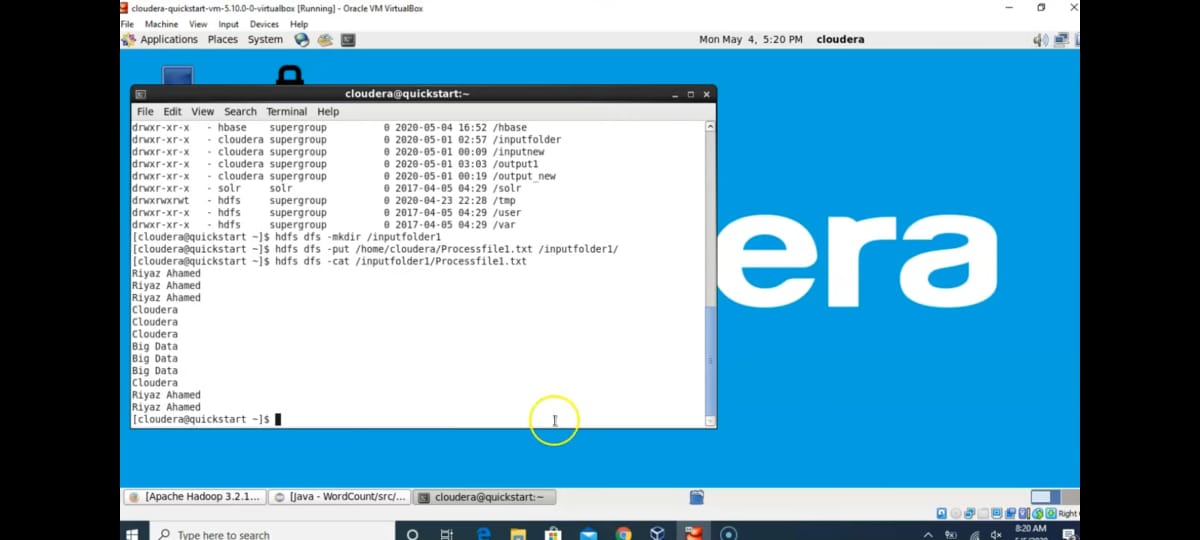 cloudera-quickstart-vm-5.10.0-0-virtualbox [Running] - Oracle VM VirtualBox
File Machine View Input Devices Help
Applications Places System Mon May 4, 5:20 PM cloudera
cloudera@quickstart:~
File Edit View Search Terminal Help
drwxr-xr-x - hbase supergroup 0 2020-05-04 16:52 /hbase
drwxr-xr-x - cloudera supergroup 0 2020-05-01 02:57 /inputfolder
drwxr-xr-x - cloudera supergroup 0 2020-05-01 00:09 /inputnew
drwxr-xr-x - cloudera supergroup 0 2020-05-01 03:03 /output1
drwxr-xr-x - cloudera supergroup 0 2020-05-01 00:19 /output_new
drwxr-xr-x - solr solr 0 2017-04-05 04:29 /solr
drwxrwxrwt - hdfs supergroup 0 2020-04-23 22:28 /tmp
drwxr-xr-x - hdfs supergroup 0 2017-04-05 04:29 /user
drwxr-xr-x - hdfs supergroup 0 2017-04-05 04:29 /var
[cloudera@quickstart ~]$ hdfs dfs -mkdir /inputfolder1
[cloudera@quickstart ~]$ hdfs dfs -put /home/cloudera/Processfile1.txt /inputfolder1/
[cloudera@quickstart ~]$ hdfs dfs -cat /inputfolder1/Processfile1.txt
Riyaz Ahamed
Riyaz Ahamed
Riyaz Ahamed
Cloudera
Cloudera
Cloudera
Big Data
Big Data
Big Data
Cloudera
Riyaz Ahamed
Riyaz Ahamed
[cloudera@quickstart ~]$
era
[Apache Hadoop 3.2.1... [Java - WordCount/src/... cloudera@quickstart:~
Right
Type here to search
8:20 AM